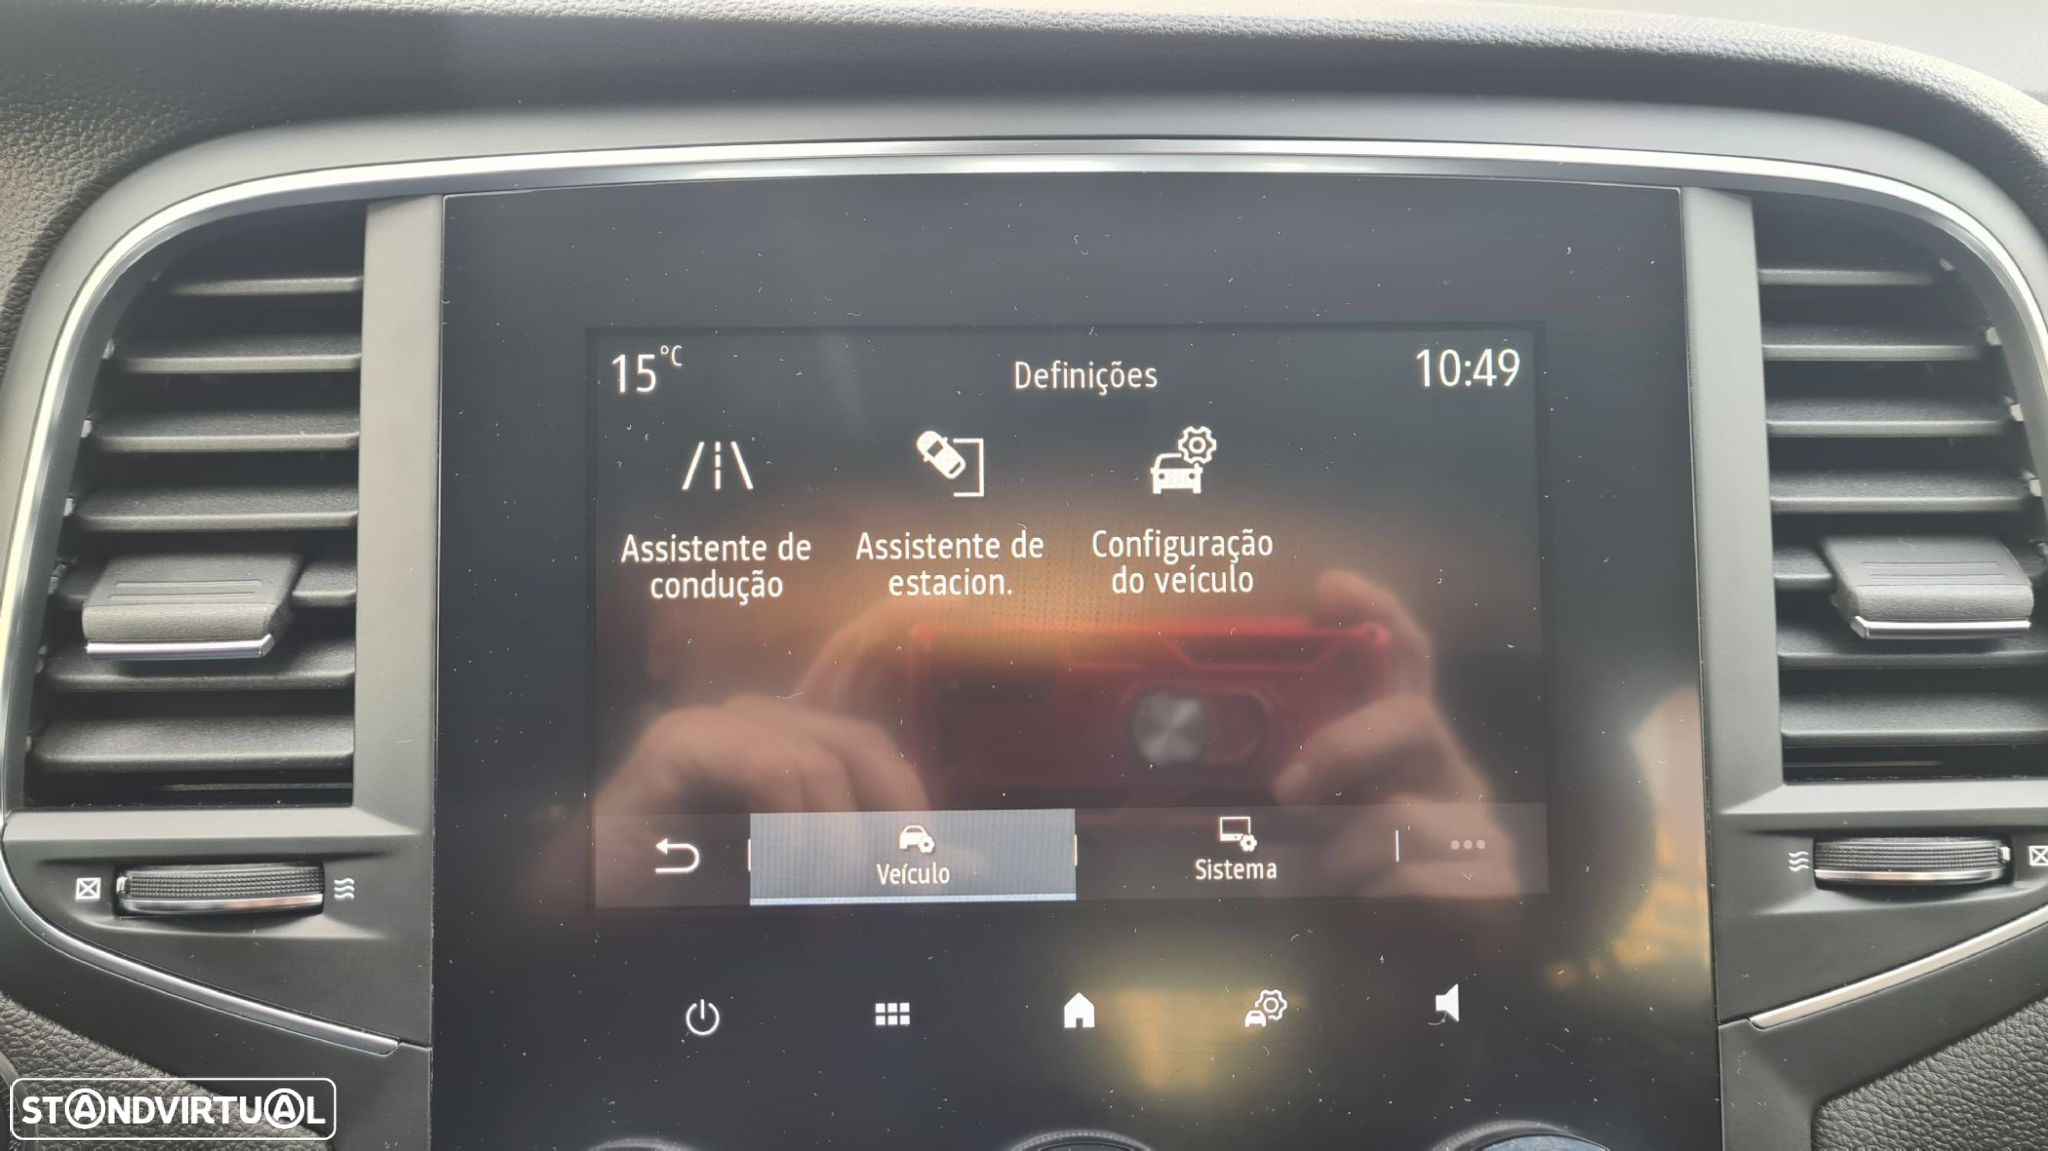 15°C
Definições
10:49
Assistente de
condução
Assistente de
estacion.
Configuração
do veículo
Veículo
Sistema
STANDVIRTUAL